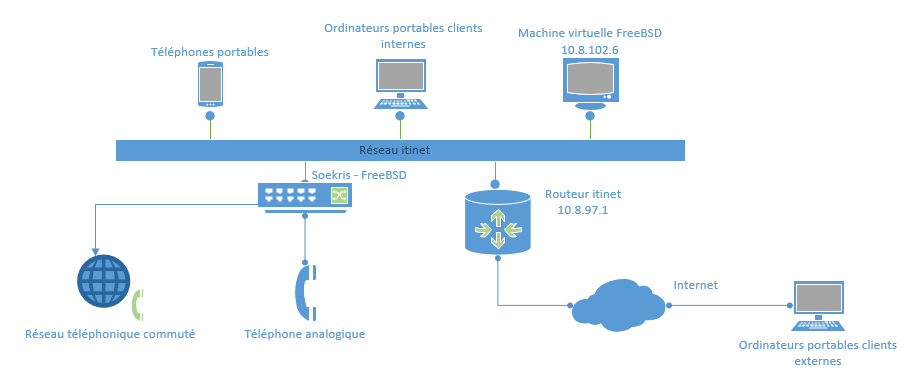 Ordinateurs portables clients
internes
Machine virtuelle FreeBSD
10.8.102.6
Téléphones portables
Réseau itinet
Soekris - FreeBSD
Routeur itinet
10.8.97.1
Internet
Réseau téléphonique commuté
Téléphone analogique
Ordinateurs portables clients
externes